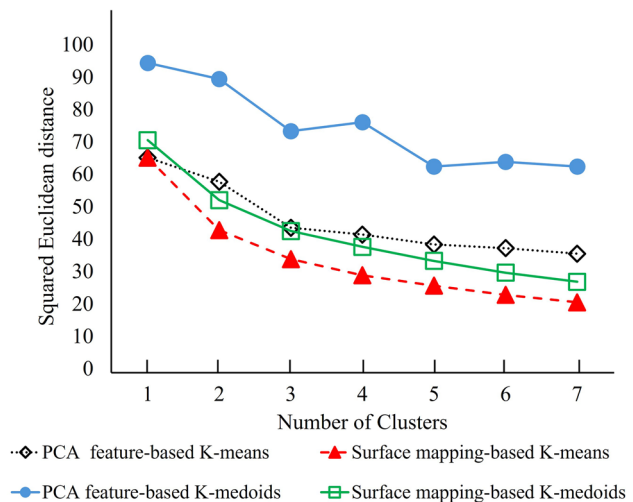 Squared Euclidean distance
100
90
80
70
60
50
40
30
20
10
0
1 2 3 4 5 6 7
Number of Clusters
PCA feature-based K-means
Surface mapping-based K-means
PCA feature-based K-medoids
Surface mapping-based K-medoids